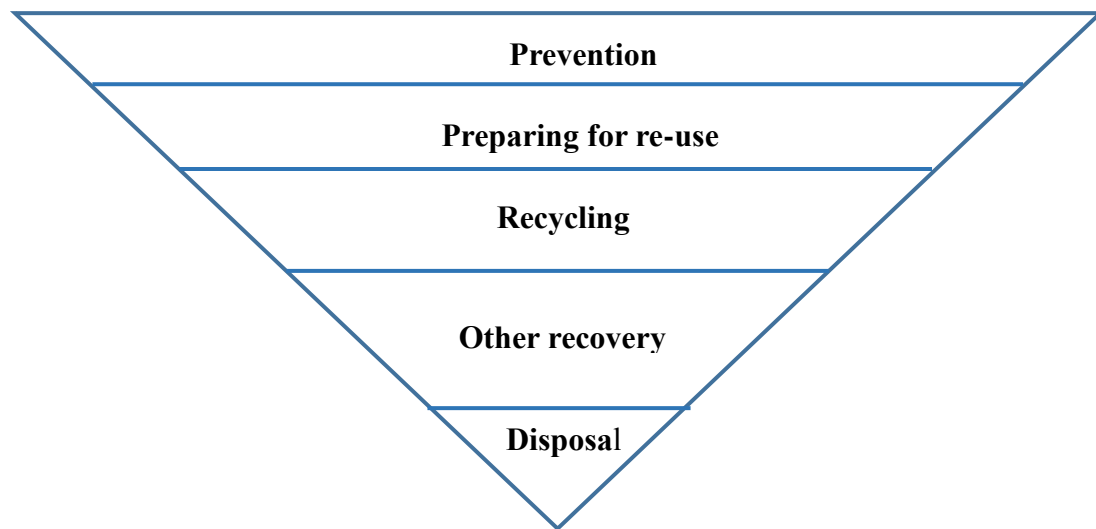 Prevention
Preparing for re-use
Recycling
Other recovery
Disposal